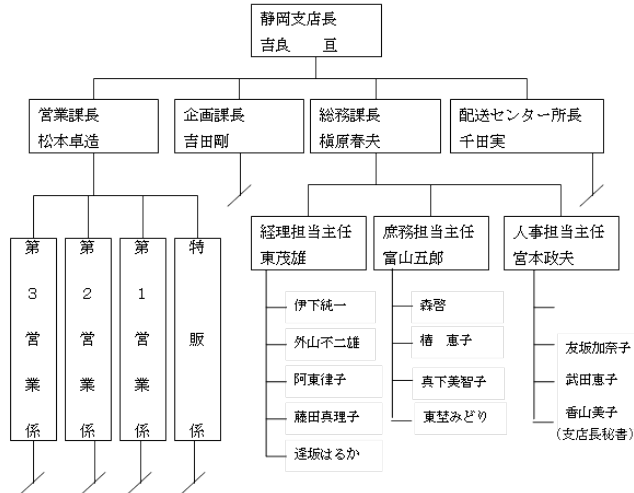 静岡支店長
吉良　亘
営業課長
松本卓造
企画課長
吉田剛
総務課長
槇原春夫
配送センター所長
千田実
第3営業係
第2営業係
第1営業係
特販係
経理担当主任
東茂雄
庶務担当主任
富山五郎
人事担当主任
宮本政夫
伊下純一
外山不二雄
阿東律子
藤田真理子
逢坂はるか
森啓
椿　恵子
真下美智子
東埜みどり
友坂加奈子
武田恵子
香山美子
(支店長秘書)